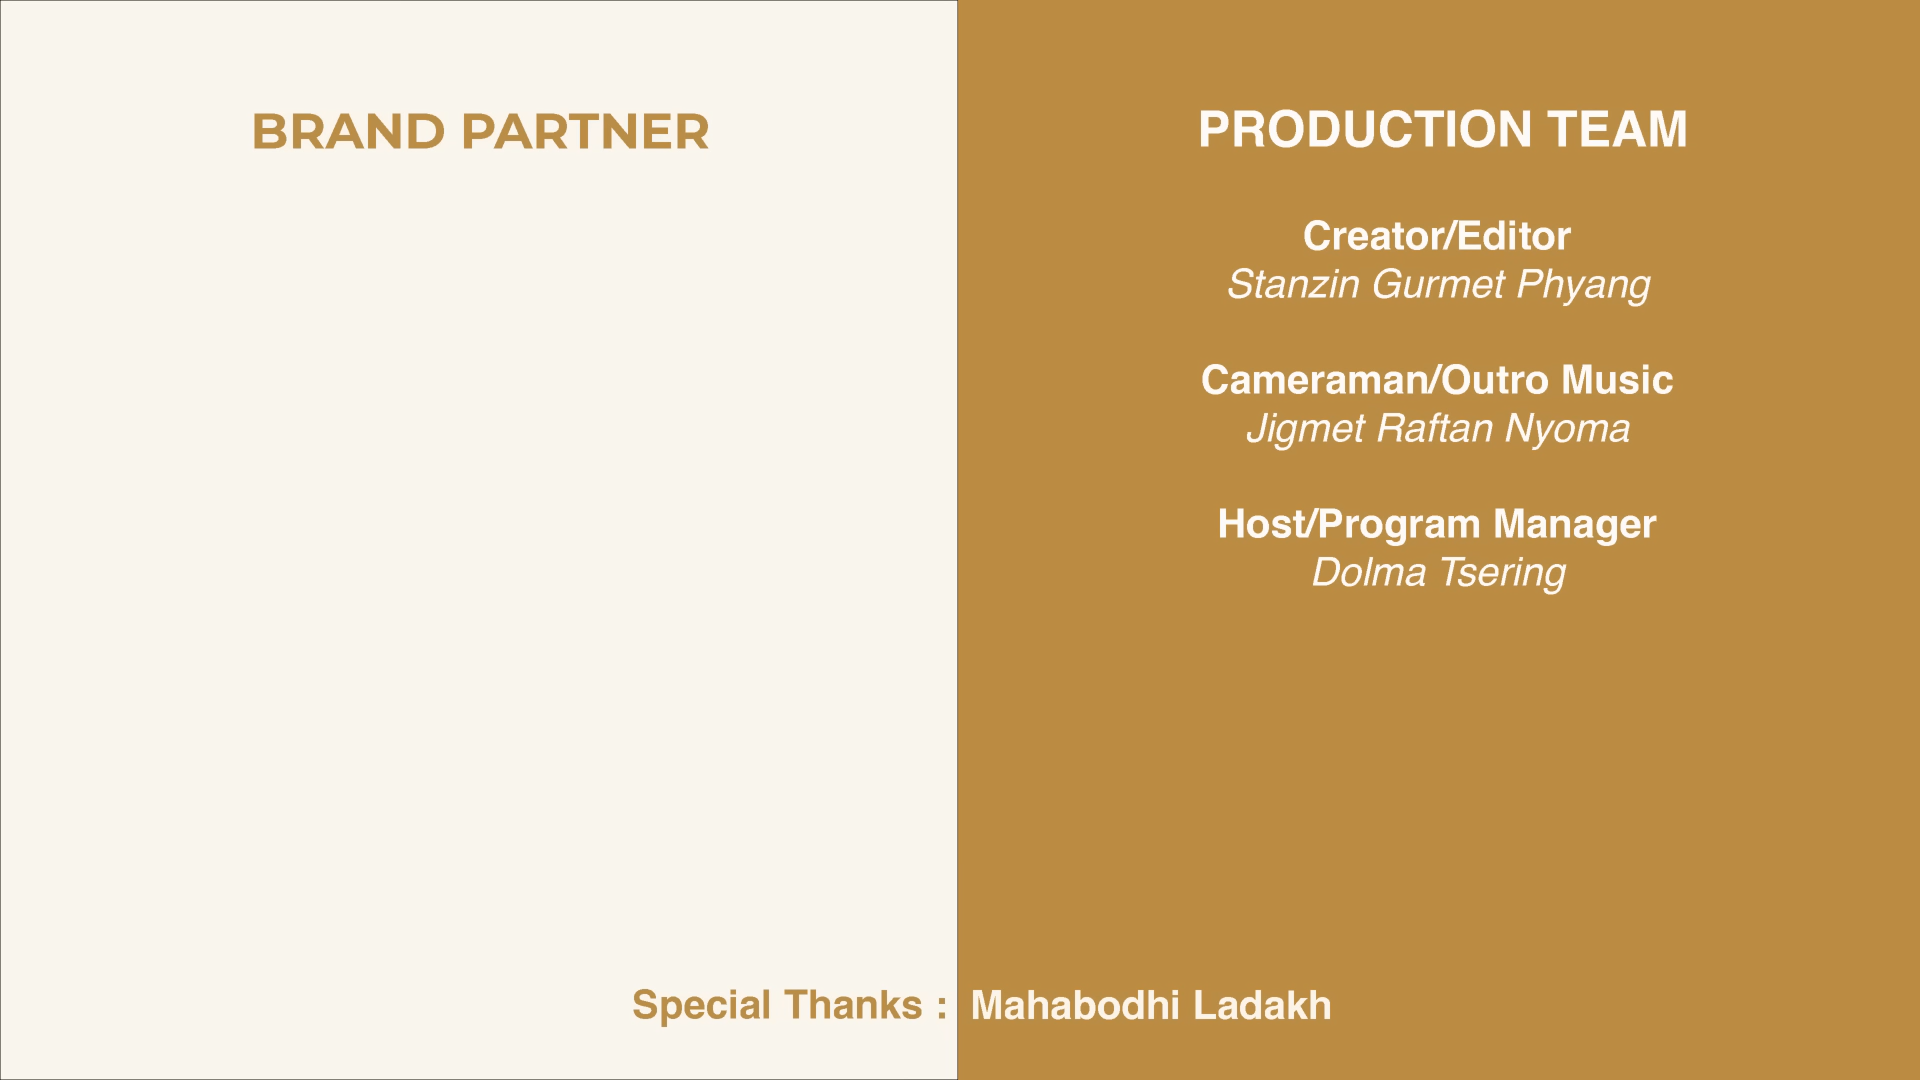 BRAND PARTNER
PRODUCTION TEAM
Creator/Editor
Stanzin Gurmet Phyang
Cameraman/Outro Music
Jigmet Raftan Nyoma
Host/Program Manager
Dolma Tsering
Special Thanks : Mahabodhi Ladakh